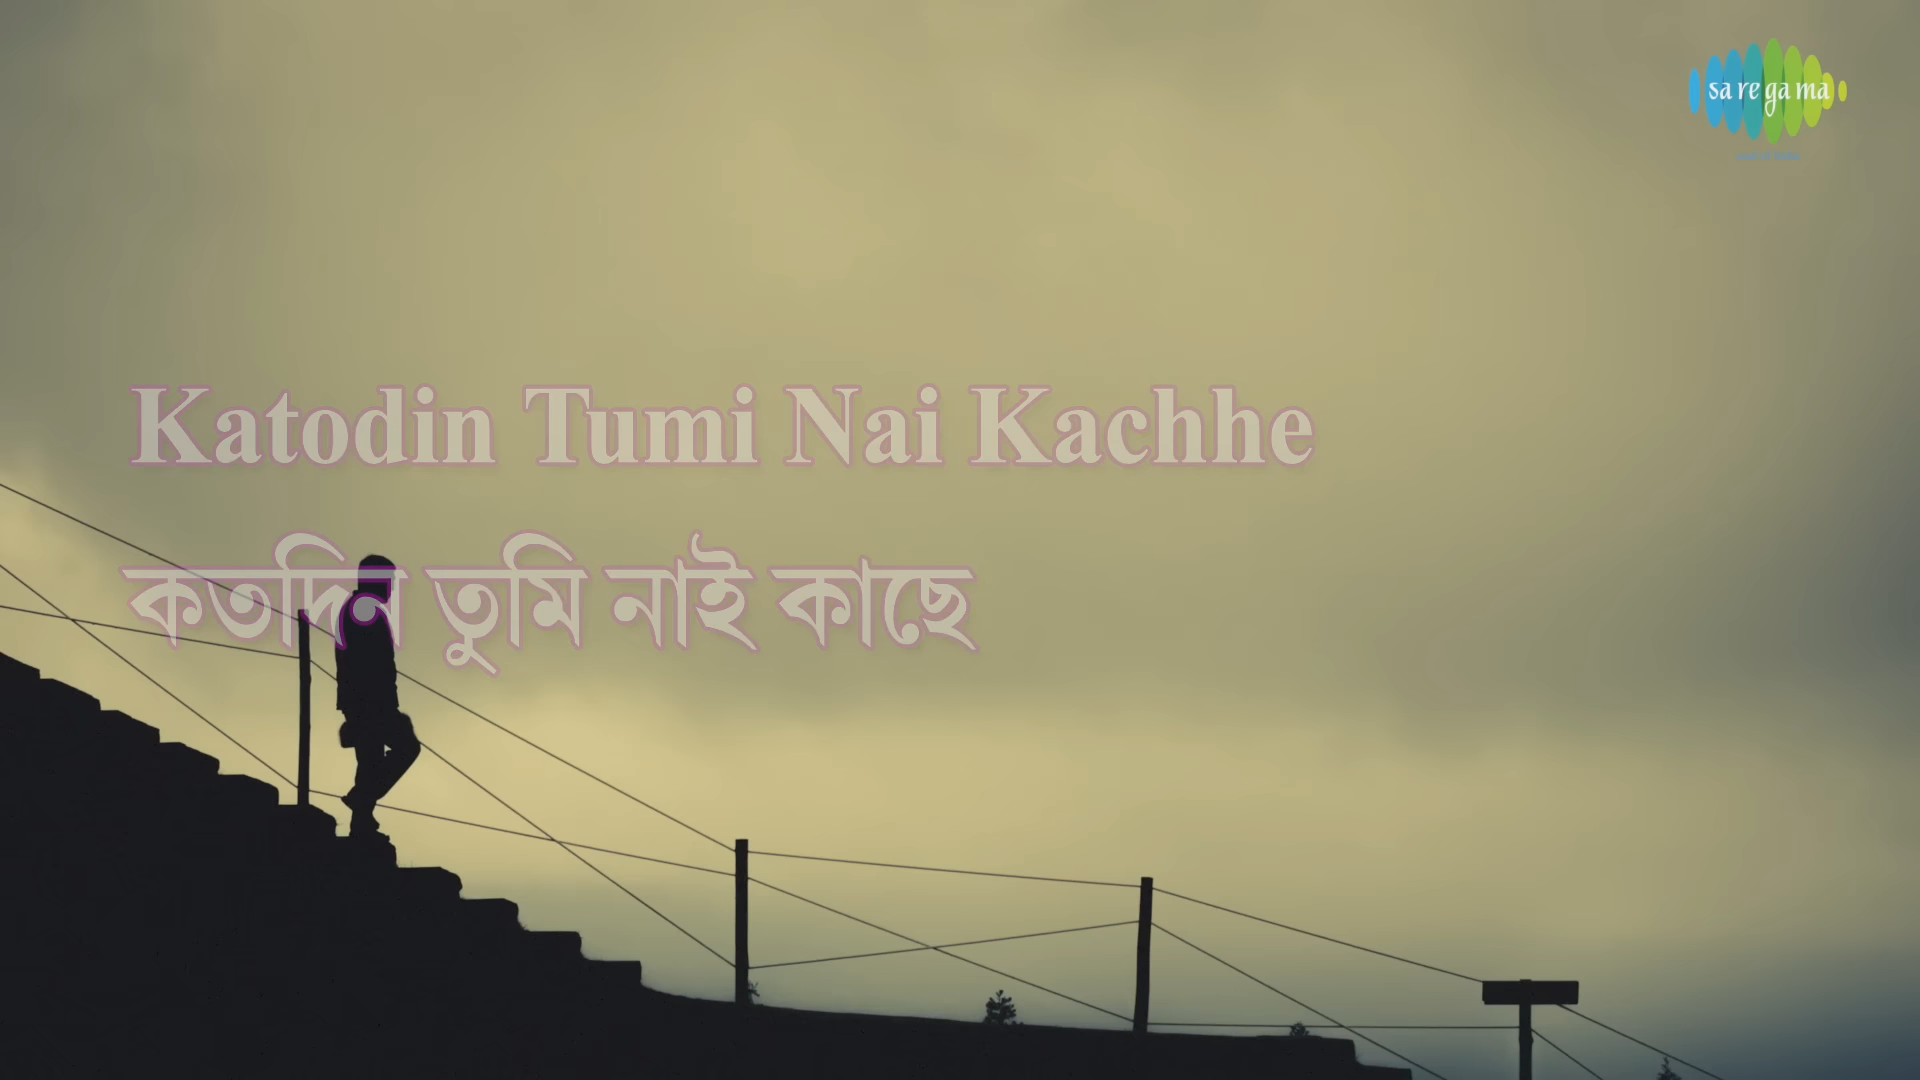 sa re ga ma
Katodin Tumi Nai Kachhe
কতদিন তুমি নাই কাছে